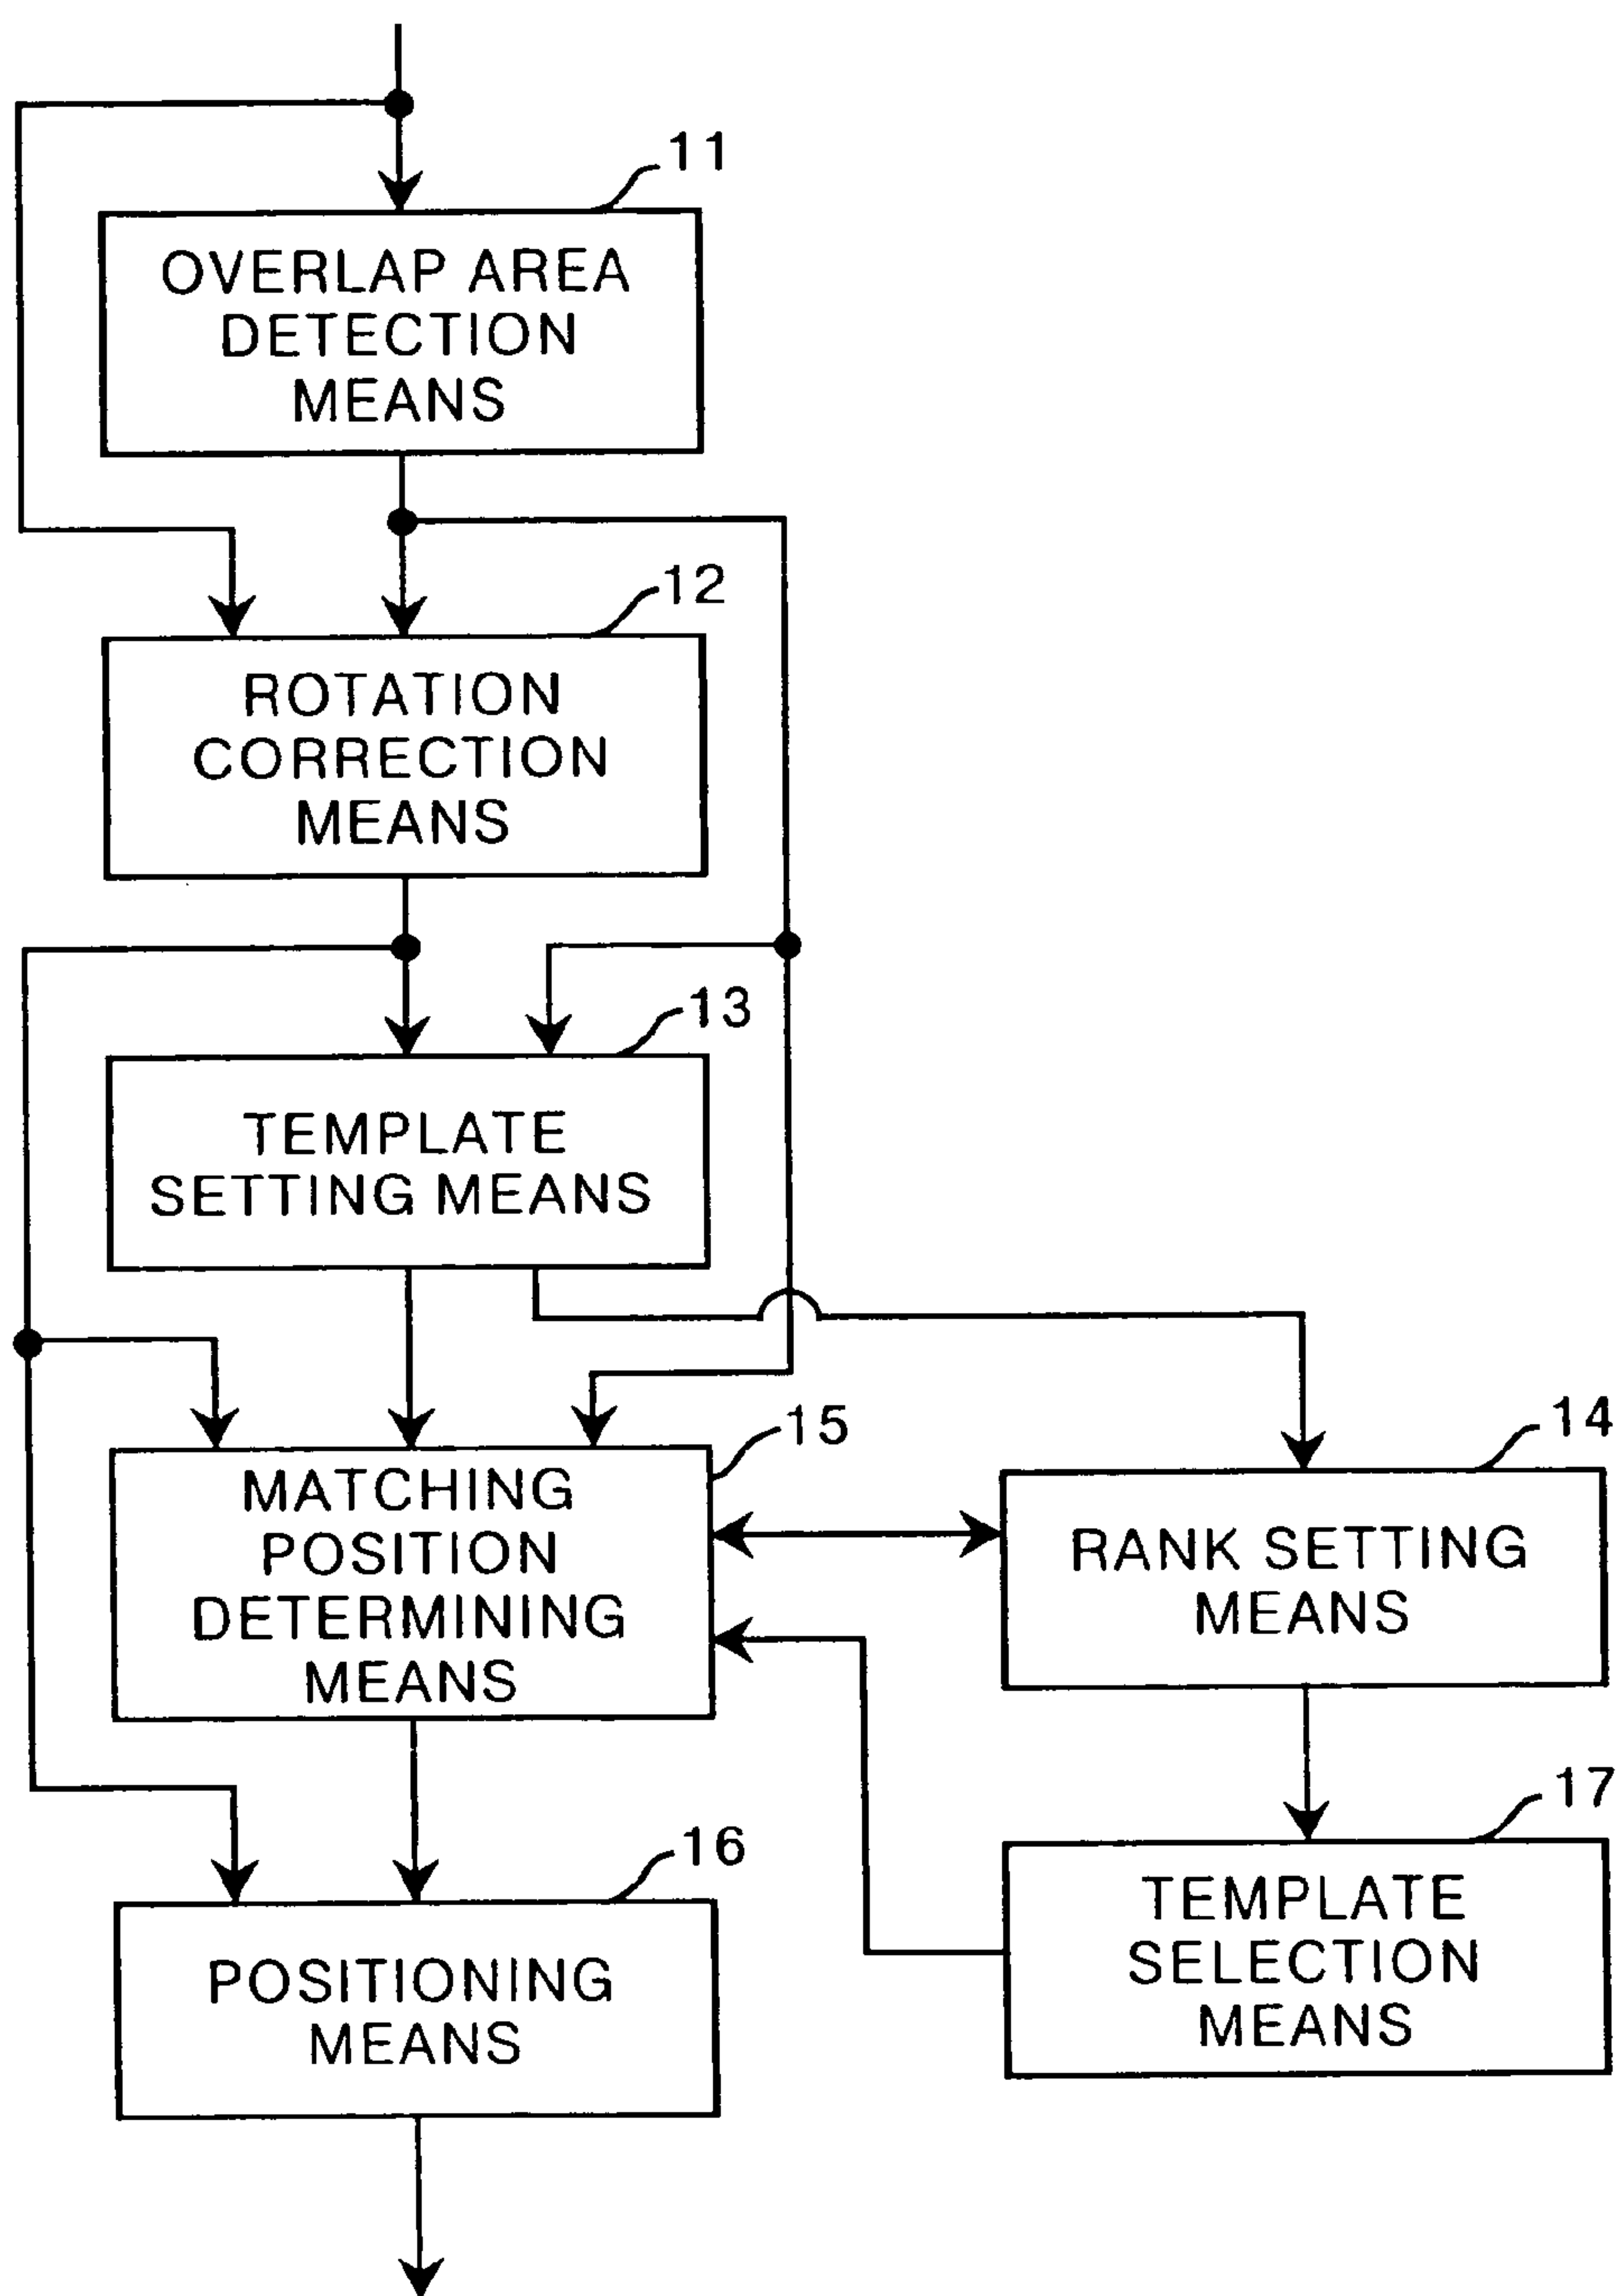 11
OVERLAP AREA
DETECTION
MEANS
12
ROTATION
CORRECTION
MEANS
13
TEMPLATE
SETTING MEANS
15
MATCHING
POSITION
DETERMINING
MEANS
14
RANK SETTING
MEANS
16
POSITIONING
MEANS
17
TEMPLATE
SELECTION
MEANS